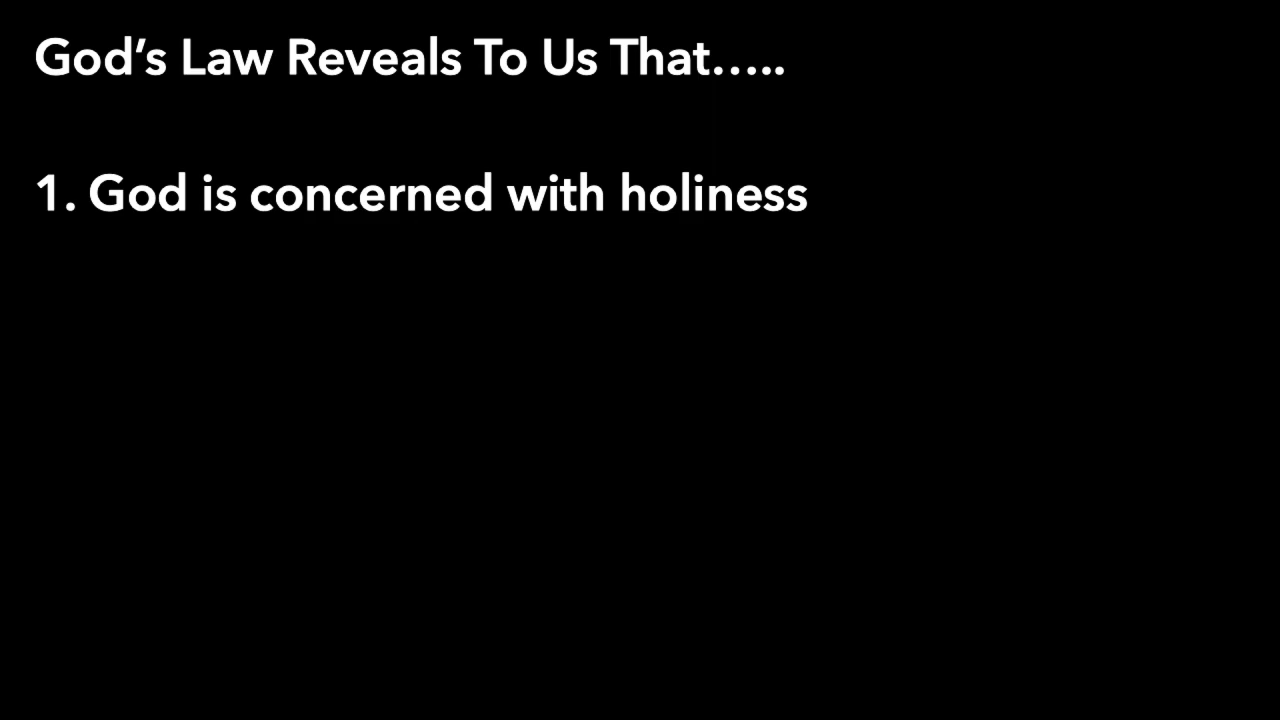 God’s Law Reveals To Us That…..
1. God is concerned with holiness